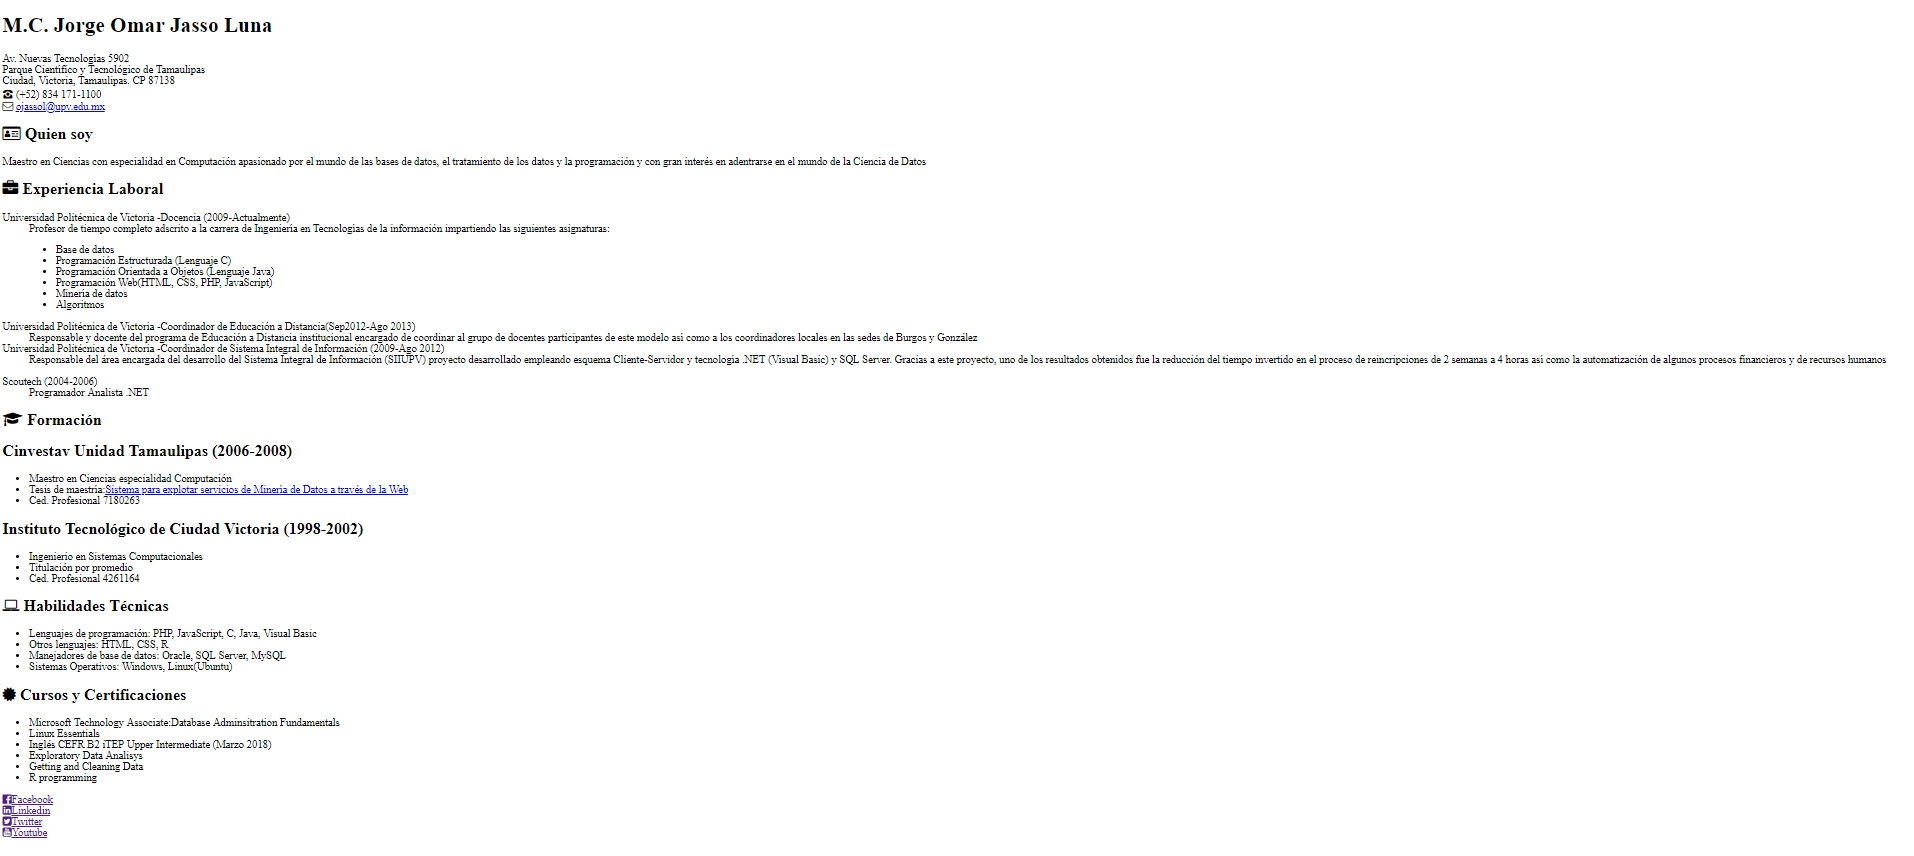 M.C. Jorge Omar Jasso Luna
Av. Nuevas Tecnologías 5902
Parque Científico y Tecnológico de Tamaulipas
Ciudad, Victoria, Tamaulipas. CP 87138
(+52) 834 171-1100
ojassol@upv.edu.mx
Quien soy
Maestro en Ciencias con especialidad en Computación apasionado por el mundo de las bases de datos, el tratamiento de los datos y la programación y con gran interés en adentrarse en el mundo de la Ciencia de Datos
Experiencia Laboral
Universidad Politécnica de Victoria -Docencia (2009-Actualmente)
Profesor de tiempo completo adscrito a la carrera de Ingeniería en Tecnologías de la información impartiendo las siguientes asignaturas:
• Base de datos
• Programación Estructurada (Lenguaje C)
• Programación Orientada a Objetos (Lenguaje Java)
• Programación Web(HTML, CSS, PHP, JavaScript)
• Minería de datos
• Algoritmos
Universidad Politécnica de Victoria -Coordinador de Educación a Distancia(Sep2012-Ago 2013)
Responsable y docente del programa de Educación a Distancia institucional encargado de coordinar al grupo de docentes participantes de este modelo así como a los coordinadores locales en las sedes de Burgos y González
Universidad Politécnica de Victoria -Coordinador de Sistema Integral de Información (2009-Ago 2012)
Responsable del área encargada del desarrollo del Sistema Integral de Información (SIIUPV) proyecto desarrollado empleando esquema Cliente-Servidor y tecnología .NET (Visual Basic) y SQL Server. Gracias a este proyecto, uno de los resultados obtenidos fue la reducción del tiempo invertido en el proceso de reincripciones de 2 semanas a 4 horas así como la automatización de algunos procesos financieros y de recursos humanos
Scoutech (2004-2006)
Programador Analista .NET
Formación
Cinvestav Unidad Tamaulipas (2006-2008)
• Maestro en Ciencias especialidad Computación
• Tesis de maestría:Sistema para explotar servicios de Minería de Datos a través de la Web
• Ced. Profesional 7180263
Instituto Tecnológico de Ciudad Victoria (1998-2002)
• Ingenierio en Sistemas Computacionales
• Titulación por promedio
• Ced. Profesional 4261164
Habilidades Técnicas
• Lenguajes de programación: PHP, JavaScript, C, Java, Visual Basic
• Otros lenguajes: HTML, CSS, R
• Manejadores de base de datos: Oracle, SQL Server, MySQL
• Sistemas Operativos: Windows, Linux(Ubuntu)
Cursos y Certificaciones
• Microsoft Technology Associate:Database Adminsitration Fundamentals
• Linux Essentials
• Inglés CEFR B2 iTEP Upper Intermediate (Marzo 2018)
• Exploratory Data Analisys
• Getting and Cleaning Data
• R programming
Facebook
Linkedin
Twitter
Youtube